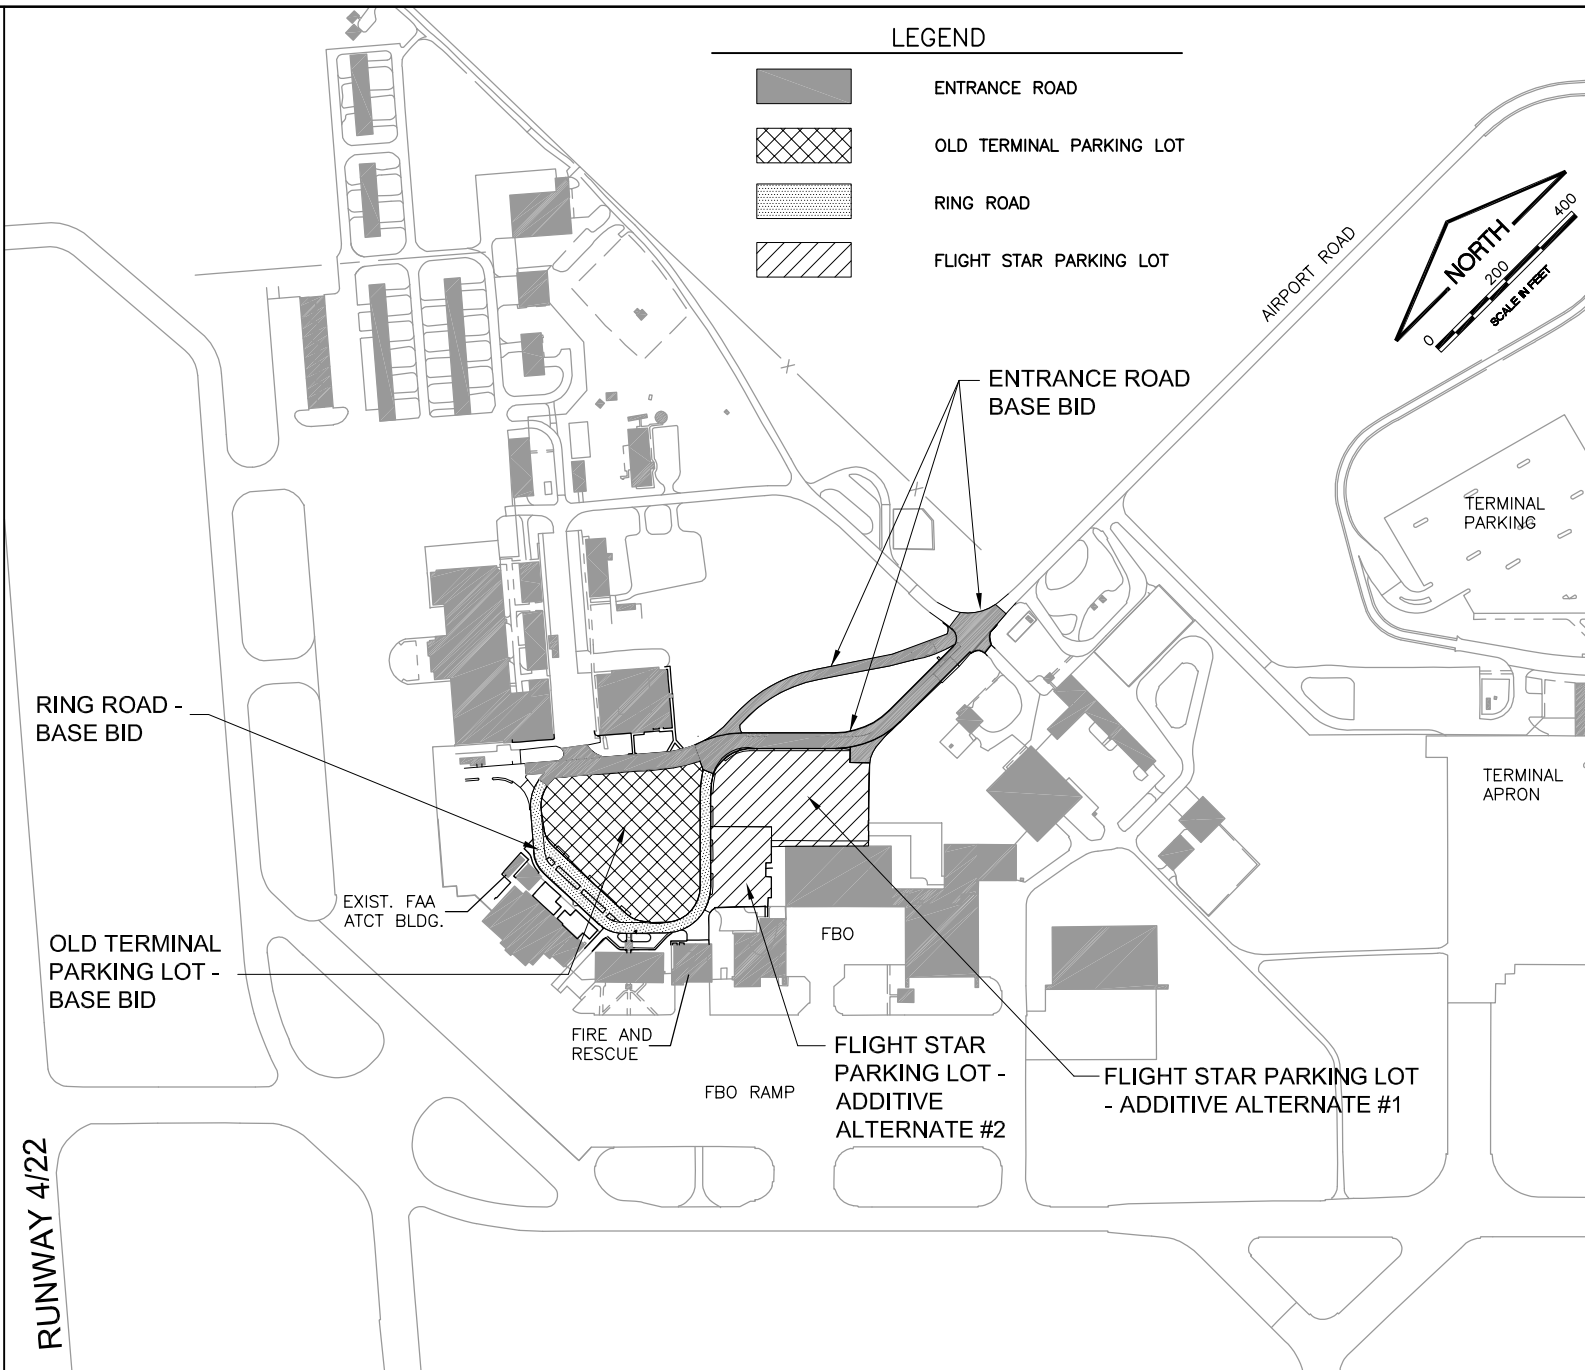 LEGEND
ENTRANCE ROAD
OLD TERMINAL PARKING LOT
RING ROAD
FLIGHT STAR PARKING LOT
AIRPORT ROAD
NORTH
0
200
400
SCALE IN FEET
ENTRANCE ROAD
BASE BID
TERMINAL
PARKING
RING ROAD -
BASE BID
TERMINAL
APRON
EXIST. FAA
ATCT BLDG.
OLD TERMINAL
PARKING LOT -
BASE BID
FBO
FIRE AND
RESCUE
FLIGHT STAR
PARKING LOT -
ADDITIVE
ALTERNATE #2
FLIGHT STAR PARKING LOT
- ADDITIVE ALTERNATE #1
FBO RAMP
RUNWAY 4/22